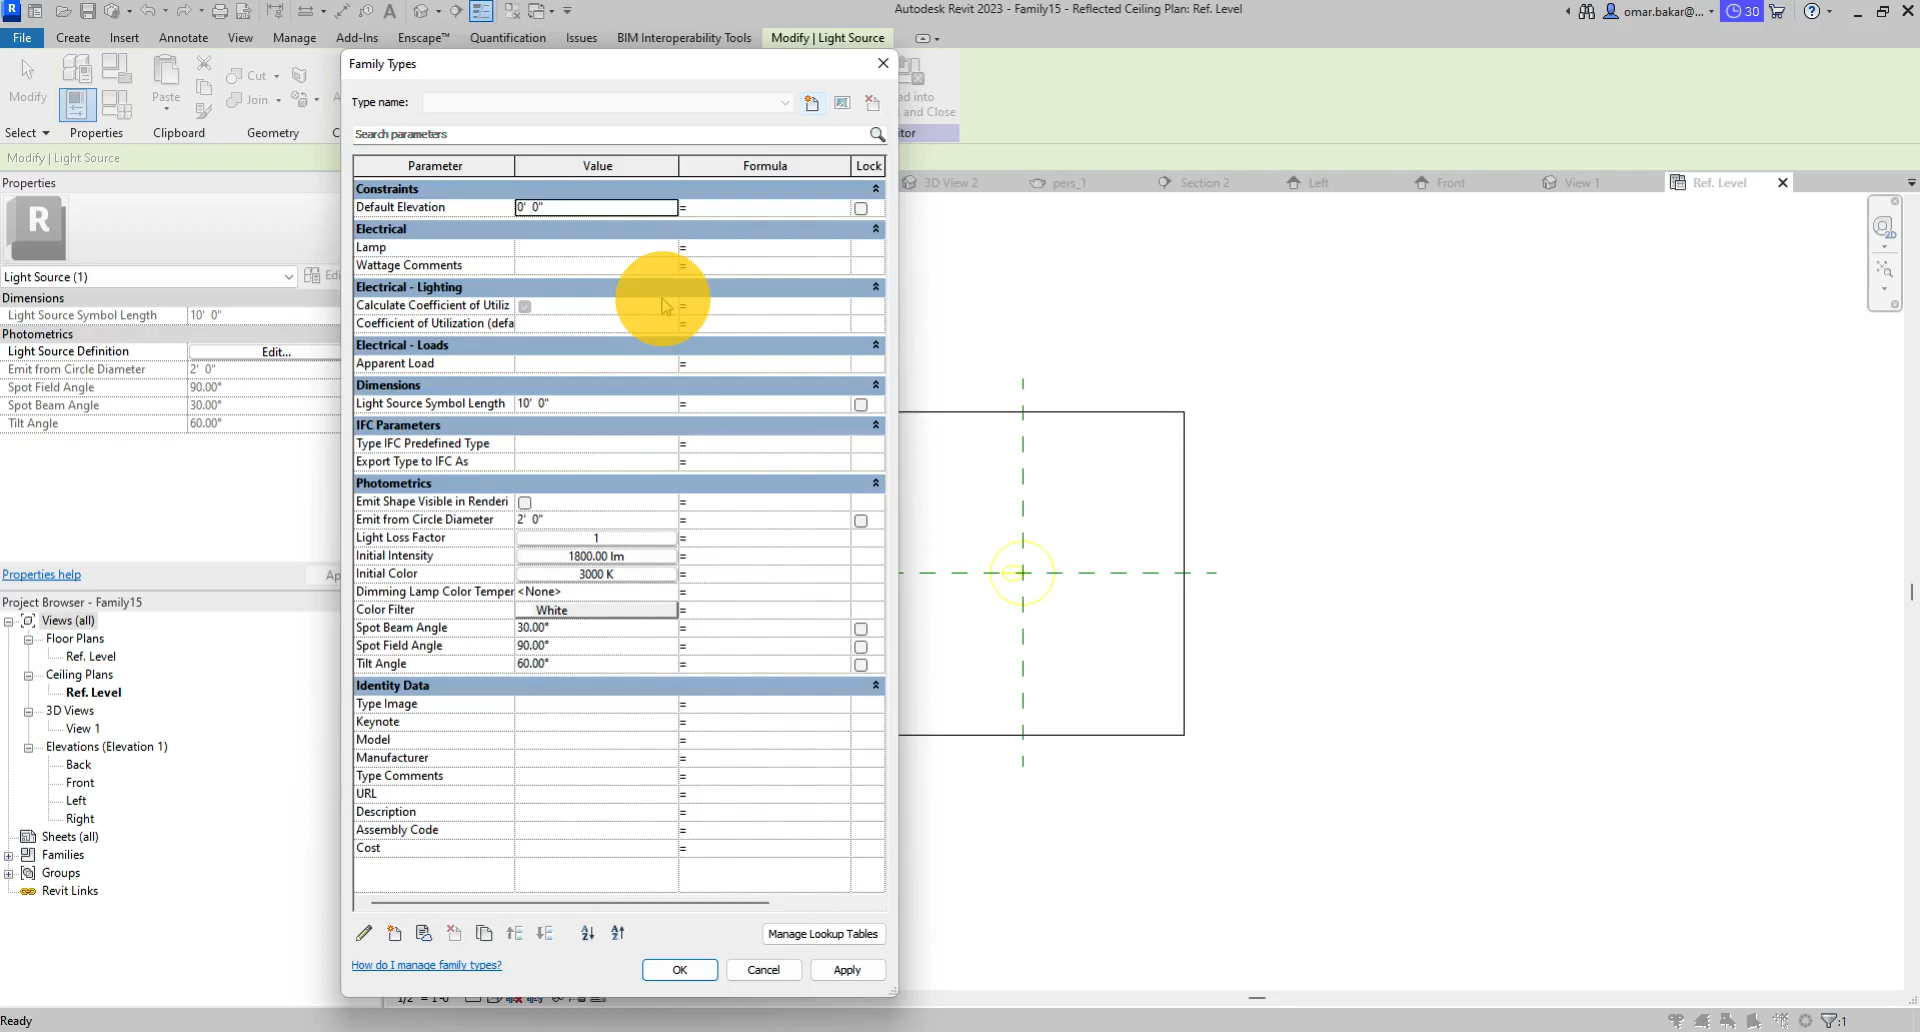 Autodesk Revit 2023 - Family15 - Reflected Ceiling Plan: Ref. Level
omar.bakar@...
30
File
Create
Insert
Annotate
View
Manage
Add-Ins
Enscape™
Quantification
Issues
BIM Interoperability Tools
Modify | Light Source
Modify
Paste
Cut
Join
ad into
and Close
Select
Properties
Clipboard
Geometry
itor
Modify | Light Source
Properties
R
Light Source (1)
Edi
Dimensions
Light Source Symbol Length 10' 0"
Photometrics
Light Source Definition Edit...
Emit from Circle Diameter 2' 0"
Spot Field Angle 90.00°
Spot Beam Angle 30.00°
Tilt Angle 60.00°
Properties help
Ap
Project Browser - Family15
Views (all)
Floor Plans
Ref. Level
Ceiling Plans
Ref. Level
3D Views
View 1
Elevations (Elevation 1)
Back
Front
Left
Right
Sheets (all)
Families
Groups
Revit Links
Ready
Family Types
Type name:
Search parameters
Parameter Value Formula Lock
Constraints
Default Elevation 0' 0" =
Electrical
Lamp =
Wattage Comments =
Electrical - Lighting
Calculate Coefficient of Utiliz =
Coefficient of Utilization (defa =
Electrical - Loads
Apparent Load =
Dimensions
Light Source Symbol Length 10' 0" =
IFC Parameters
Type IFC Predefined Type =
Export Type to IFC As =
Photometrics
Emit Shape Visible in Renderi =
Emit from Circle Diameter 2' 0" =
Light Loss Factor 1 =
Initial Intensity 1800.00 lm =
Initial Color 3000 K =
Dimming Lamp Color Temper <None> =
Color Filter White =
Spot Beam Angle 30.00° =
Spot Field Angle 90.00° =
Tilt Angle 60.00° =
Identity Data
Type Image =
Keynote =
Model =
Manufacturer =
Type Comments =
URL =
Description =
Assembly Code =
Cost =
Manage Lookup Tables
How do I manage family types?
OK
Cancel
Apply
3D View 2
pers_1
Section 2
Left
Front
View 1
Ref. Level
2D
:1